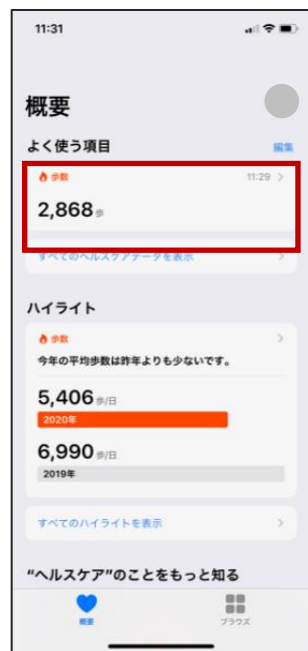 11:31
概要
よく使う項目 編集
歩数 11:29
2,868歩
すべてのヘルスケアデータを表示
ハイライト
歩数
今年の平均歩数は昨年よりも少ないです。
5,406歩/日
2020年
6,990歩/日
2019年
すべてのハイライトを表示
“ヘルスケア”のことをもっと知る
概要 ブラウズ